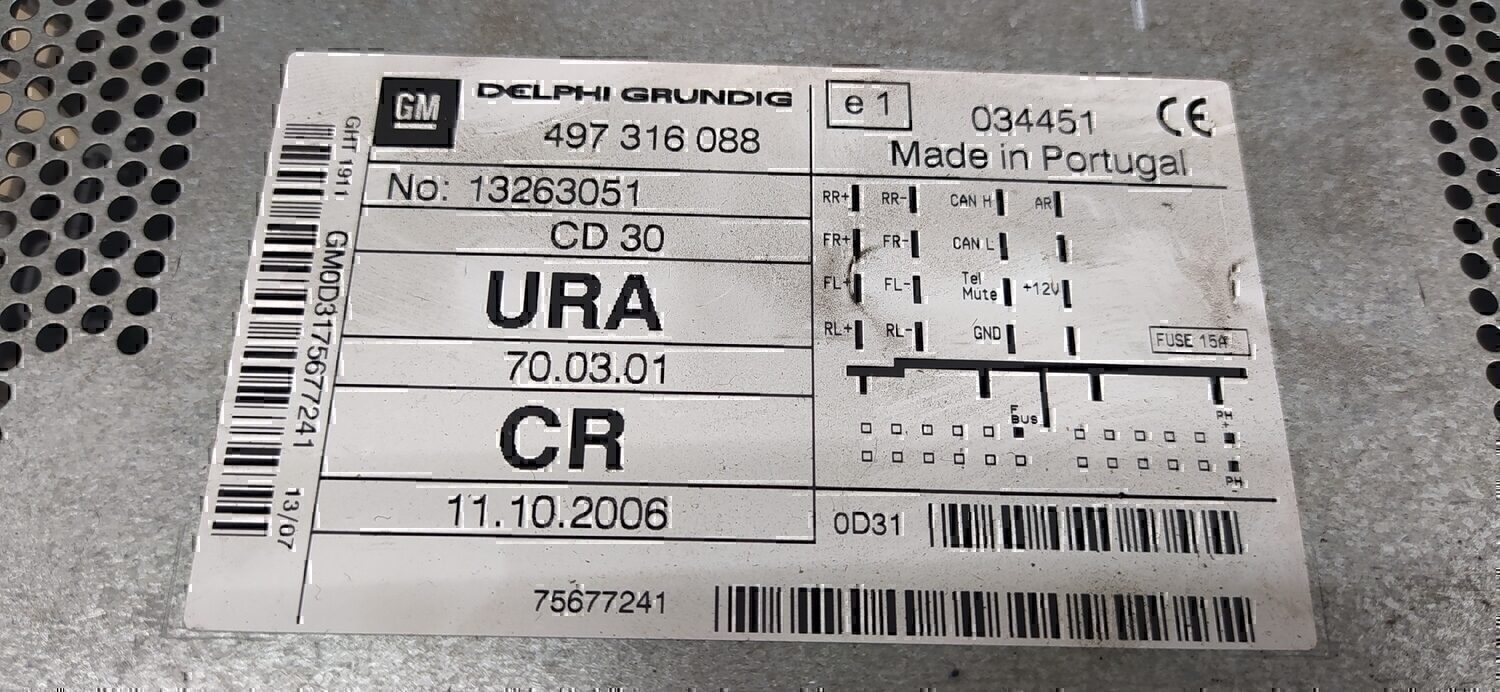 GM DELPHI GRUNDIG
497 316 088
No: 13263051
CD 30
URA
70.03.01
CR
11.10.2006
75677241
GHT 1911
GM0D3175677241
13/07
e1 034451 CE
Made in Portugal
RR+ RR- CAN H AR
FR+ FR- CAN L
FL+ FL- Tel
Mute +12V
RL+ RL- GND
FUSE 15A
F
BUS
PH
+
PH
-
0D31